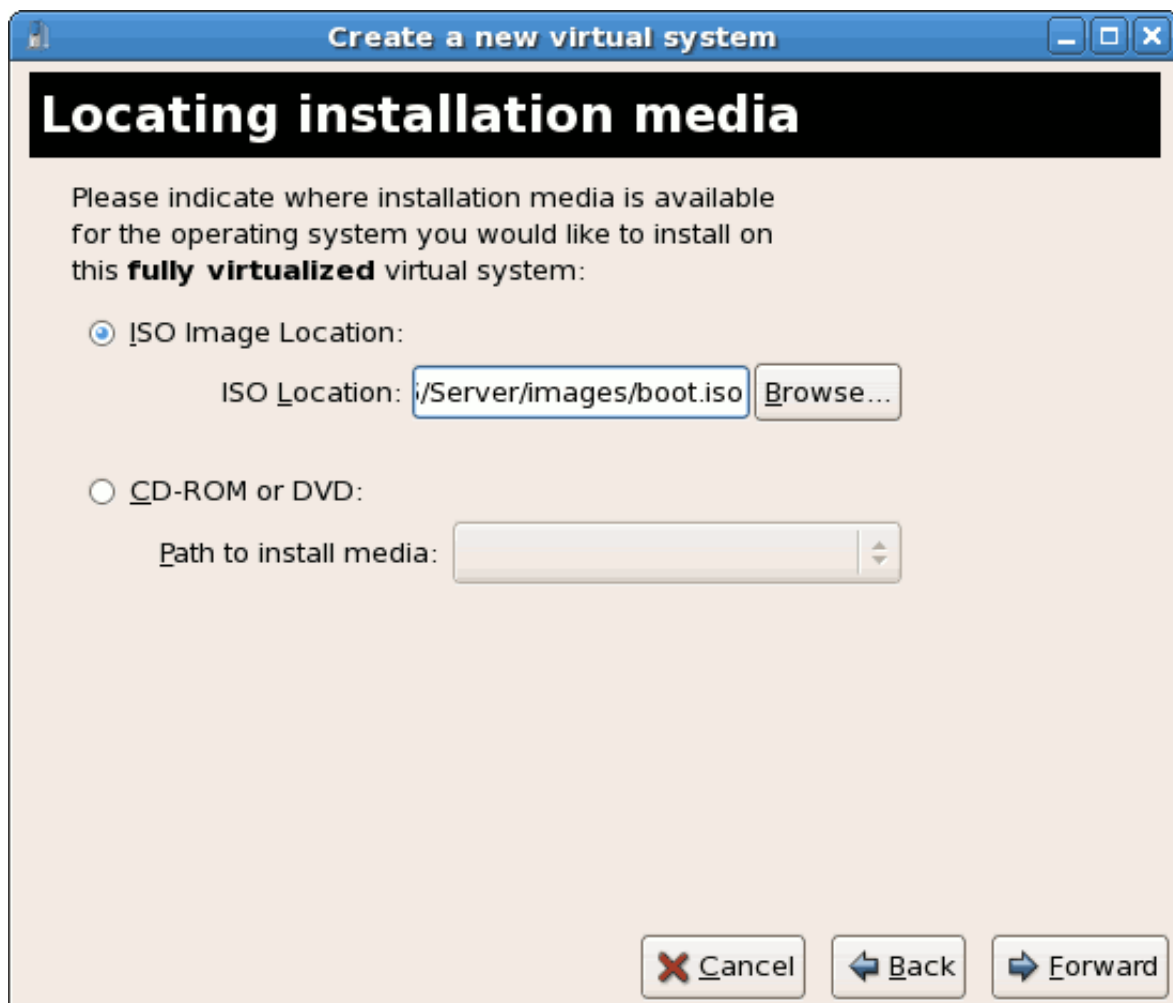 Create a new virtual system
Locating installation media
Please indicate where installation media is available
for the operating system you would like to install on
this fully virtualized virtual system:
ISO Image Location:
ISO Location: /Server/images/boot.iso Browse...
CD-ROM or DVD:
Path to install media:
Cancel Back Forward